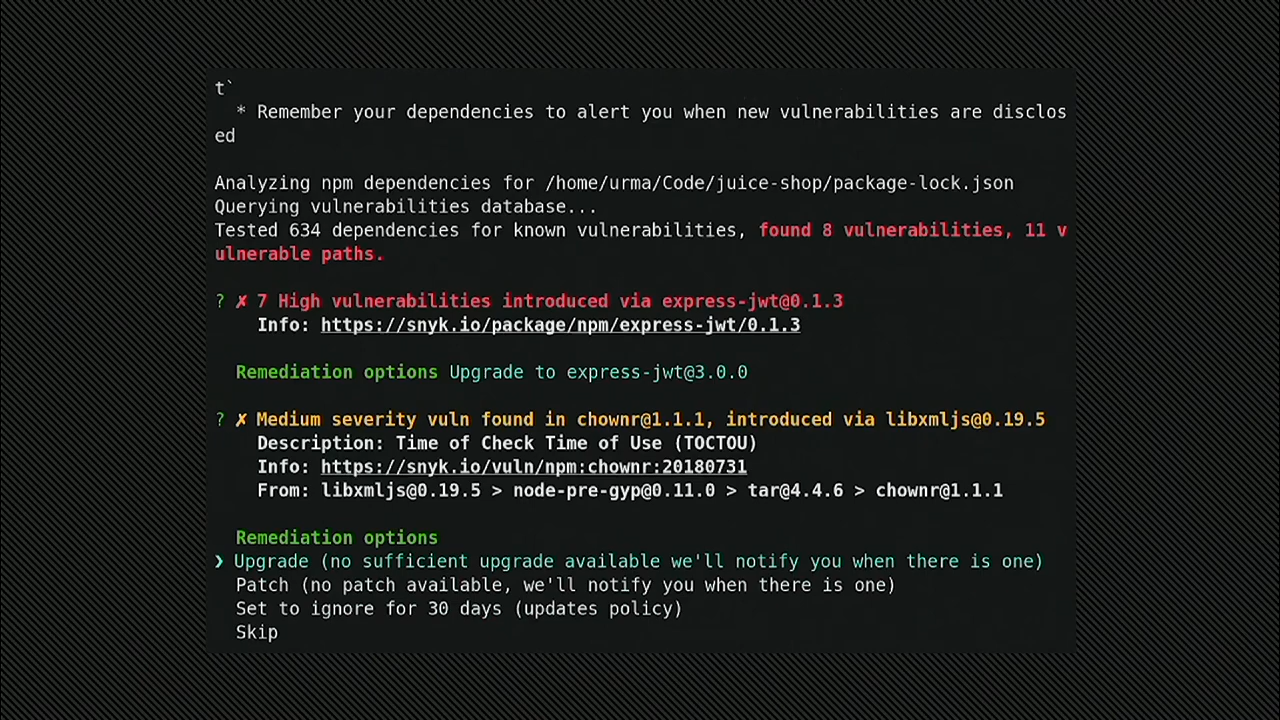 t`
* Remember your dependencies to alert you when new vulnerabilities are disclos
ed
Analyzing npm dependencies for /home/urma/Code/juice-shop/package-lock.json
Querying vulnerabilities database...
Tested 634 dependencies for known vulnerabilities, found 8 vulnerabilities, 11 v
ulnerable paths.
? ✗ 7 High vulnerabilities introduced via express-jwt@0.1.3
Info: https://snyk.io/package/npm/express-jwt/0.1.3
Remediation options Upgrade to express-jwt@3.0.0
? ✗ Medium severity vuln found in chownr@1.1.1, introduced via libxmljs@0.19.5
Description: Time of Check Time of Use (TOCTOU)
Info: https://snyk.io/vuln/npm:chownr:20180731
From: libxmljs@0.19.5 > node-pre-gyp@0.11.0 > tar@4.4.6 > chownr@1.1.1
Remediation options
❯ Upgrade (no sufficient upgrade available we'll notify you when there is one)
Patch (no patch available, we'll notify you when there is one)
Set to ignore for 30 days (updates policy)
Skip